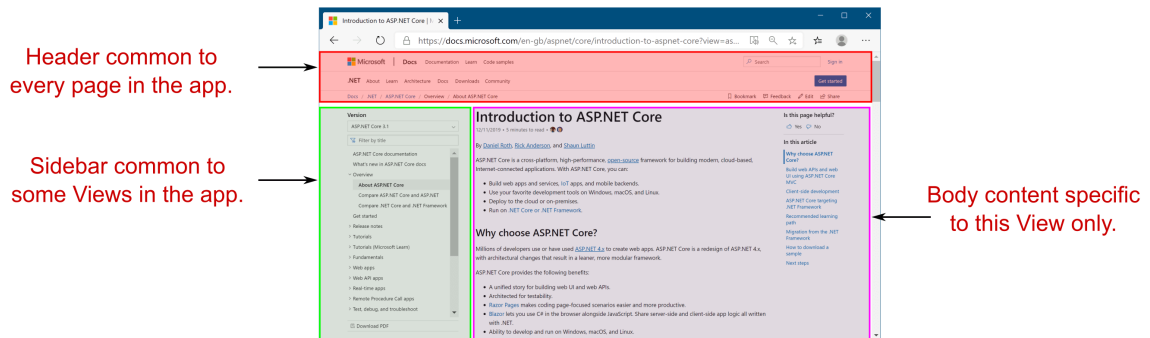 Introduction to ASP.NET Core | M
https://docs.microsoft.com/en-gb/aspnet/core/introduction-to-aspnet-core?view=as...
Header common to
every page in the app.
Microsoft | Docs Documentation Learn Code samples Search Sign in
.NET About Learn Architecture Docs Downloads Community Get started
Docs / .NET / ASP.NET Core / Overview / About ASP.NET Core Bookmark Feedback Edit Share
Sidebar common to
some Views in the app.
Version
ASP.NET Core 3.1
Filter by title
ASP.NET Core documentation
What's new in ASP.NET Core docs
Overview
About ASP.NET Core
Compare ASP.NET Core and ASP.NET
Compare .NET Core and .NET Framework
Get started
Release notes
Tutorials
Tutorials (Microsoft Learn)
Fundamentals
Web apps
Web API apps
Real-time apps
Remote Procedure Call apps
Test, debug, and troubleshoot
Download PDF
Introduction to ASP.NET Core
12/11/2019 • 5 minutes to read •
By Daniel Roth, Rick Anderson, and Shaun Luttin
ASP.NET Core is a cross-platform, high-performance, open-source framework for building modern, cloud-based,
Internet-connected applications. With ASP.NET Core, you can:
• Build web apps and services, IoT apps, and mobile backends.
• Use your favorite development tools on Windows, macOS, and Linux.
• Deploy to the cloud or on-premises.
• Run on .NET Core or .NET Framework.
Why choose ASP.NET Core?
Millions of developers use or have used ASP.NET 4.x to create web apps. ASP.NET Core is a redesign of ASP.NET 4.x,
with architectural changes that result in a leaner, more modular framework.
ASP.NET Core provides the following benefits:
• A unified story for building web UI and web APIs.
• Architected for testability.
• Razor Pages makes coding page-focused scenarios easier and more productive.
• Blazor lets you use C# in the browser alongside JavaScript. Share server-side and client-side app logic all written
with .NET.
• Ability to develop and run on Windows, macOS, and Linux.
Is this page helpful?
Yes No
In this article
Why choose ASP.NET
Core?
Build web APIs and web
UI using ASP.NET Core
MVC
Client-side development
ASP.NET Core targeting
.NET Framework
Recommended learning
path
Migration from the .NET
Framework
How to download a
sample
Next steps
Body content specific
to this View only.